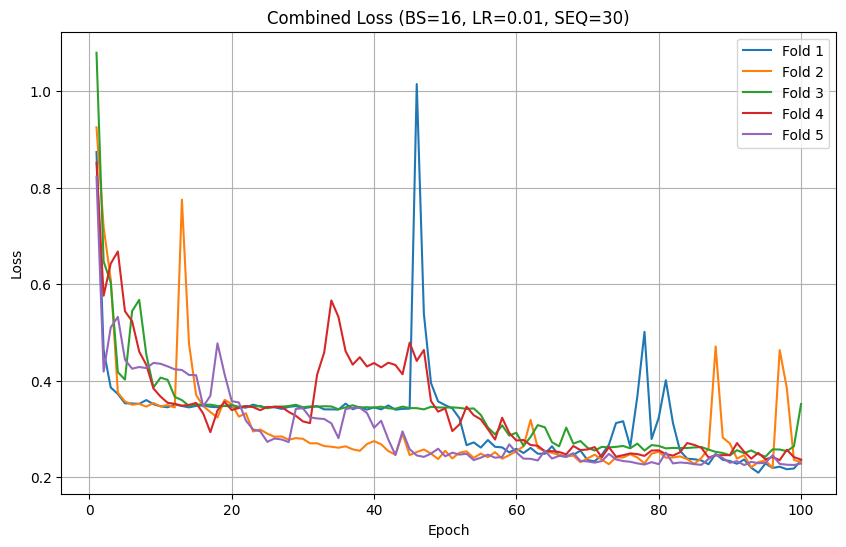 Combined Loss (BS=16, LR=0.01, SEQ=30)
Fold 1
Fold 2
Fold 3
Fold 4
Fold 5
Loss
1.0
0.8
0.6
0.4
0.2
0
20
40
60
80
100
Epoch